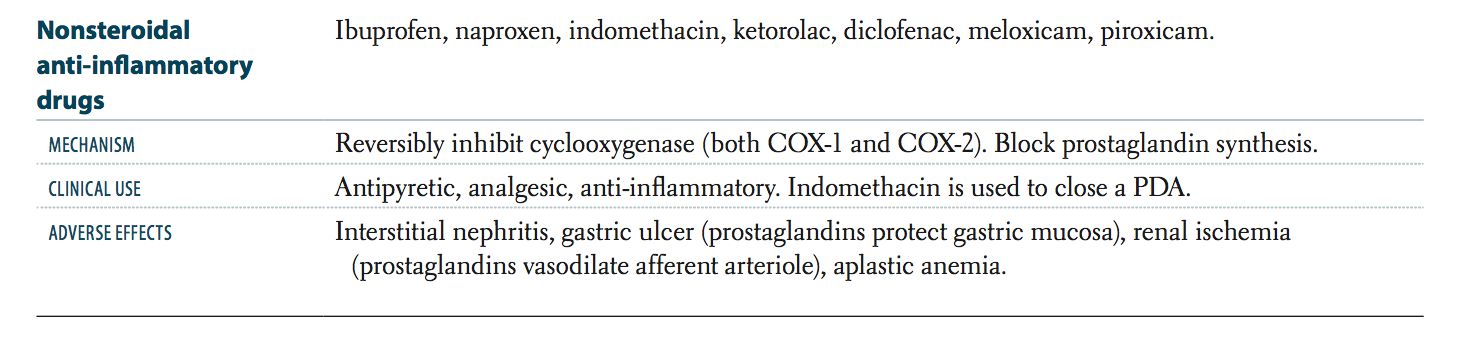 Nonsteroidal
anti-inflammatory
drugs
Ibuprofen, naproxen, indomethacin, ketorolac, diclofenac, meloxicam, piroxicam.
MECHANISM
Reversibly inhibit cyclooxygenase (both COX-1 and COX-2). Block prostaglandin synthesis.
CLINICAL USE
Antipyretic, analgesic, anti-inflammatory. Indomethacin is used to close a PDA.
ADVERSE EFFECTS
Interstitial nephritis, gastric ulcer (prostaglandins protect gastric mucosa), renal ischemia
(prostaglandins vasodilate afferent arteriole), aplastic anemia.